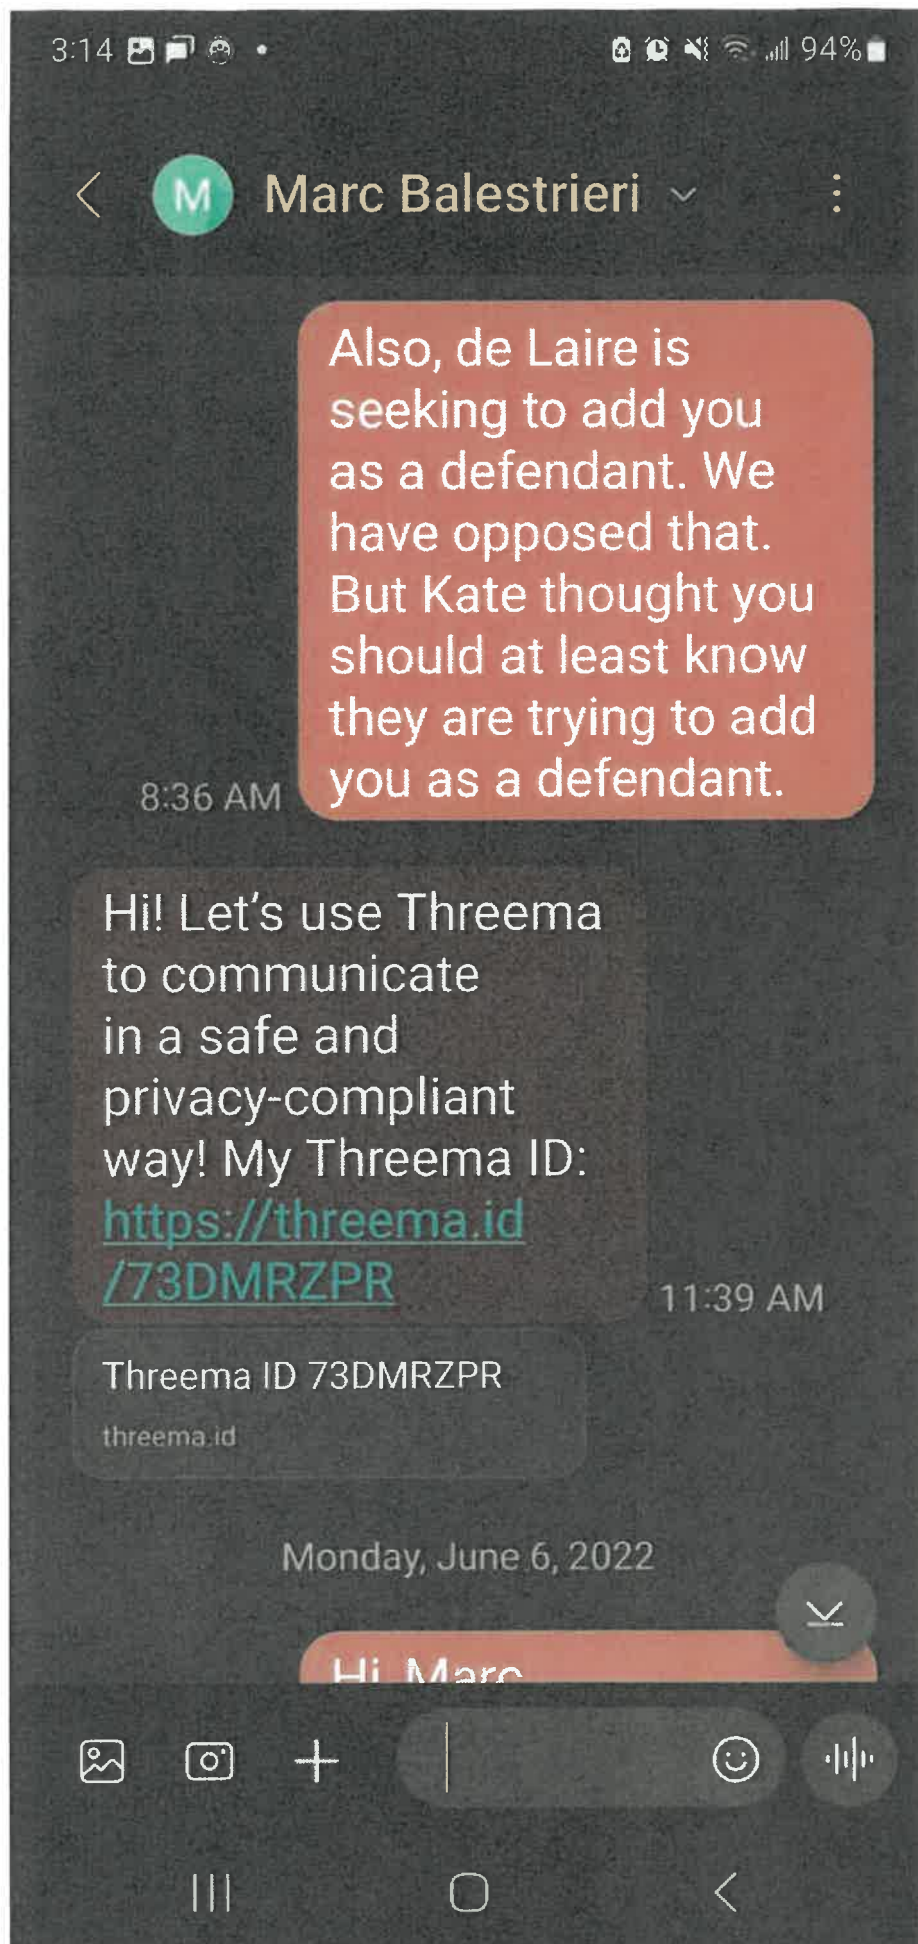 3:14
94%
M
Marc Balestrieri
Also, de Laire is
seeking to add you
as a defendant. We
have opposed that.
But Kate thought you
should at least know
they are trying to add
you as a defendant.
8:36 AM
Hi! Let's use Threema
to communicate
in a safe and
privacy-compliant
way! My Threema ID:
https://threema.id
/73DMRZPR
11:39 AM
Threema ID 73DMRZPR
threema.id
Monday, June 6, 2022
Hi, Marc